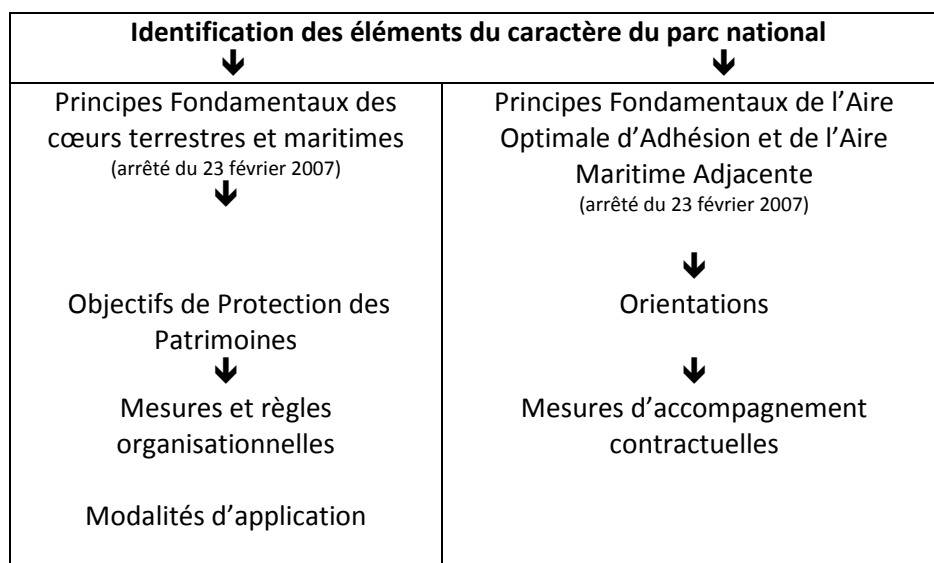 Identification des éléments du caractère du parc national
Principes Fondamentaux des
cœurs terrestres et maritimes
(arrêté du 23 février 2007)
Objectifs de Protection des
Patrimoines
Mesures et règles
organisationnelles
Modalités d’application
Principes Fondamentaux de l’Aire
Optimale d’Adhésion et de l’Aire
Maritime Adjacente
(arrêté du 23 février 2007)
Orientations
Mesures d’accompagnement
contractuelles